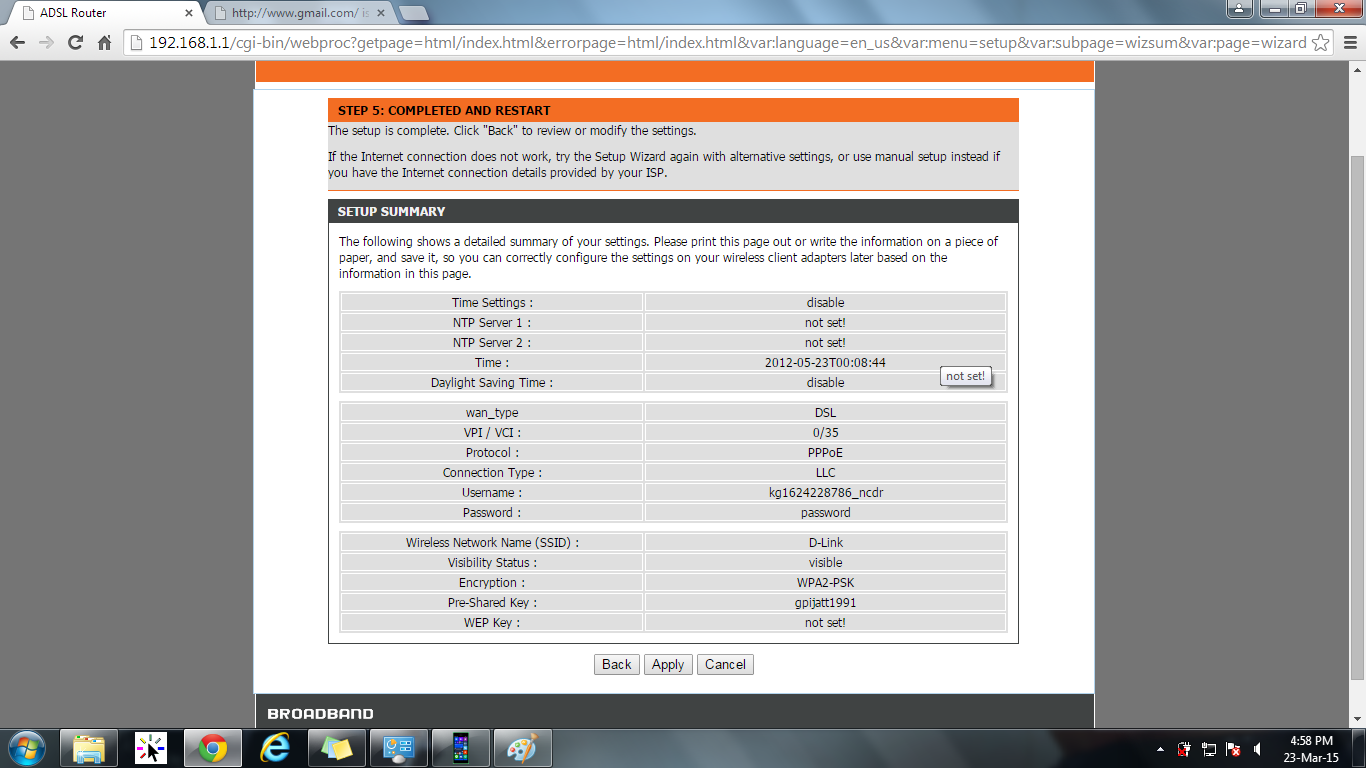 ADSL Router
http://www.gmail.com/ is
192.168.1.1/cgi-bin/webproc?getpage=html/index.html&errorpage=html/index.html&var:language=en_us&var:menu=setup&var:subpage=wizsum&var:page=wizard
STEP 5: COMPLETED AND RESTART
The setup is complete. Click "Back" to review or modify the settings.
If the Internet connection does not work, try the Setup Wizard again with alternative settings, or use manual setup instead if
you have the Internet connection details provided by your ISP.
SETUP SUMMARY
The following shows a detailed summary of your settings. Please print this page out or write the information on a piece of
paper, and save it, so you can correctly configure the settings on your wireless client adapters later based on the
information in this page.
Time Settings : disable
NTP Server 1 : not set!
NTP Server 2 : not set!
Time : 2012-05-23T00:08:44
not set!
Daylight Saving Time : disable
wan_type DSL
VPI / VCI : 0/35
Protocol : PPPoE
Connection Type : LLC
Username : kg1624228786_ncdr
Password : password
Wireless Network Name (SSID) : D-Link
Visibility Status : visible
Encryption : WPA2-PSK
Pre-Shared Key : gpijatt1991
WEP Key : not set!
Back Apply Cancel
BROADBAND
4:58 PM
23-Mar-15